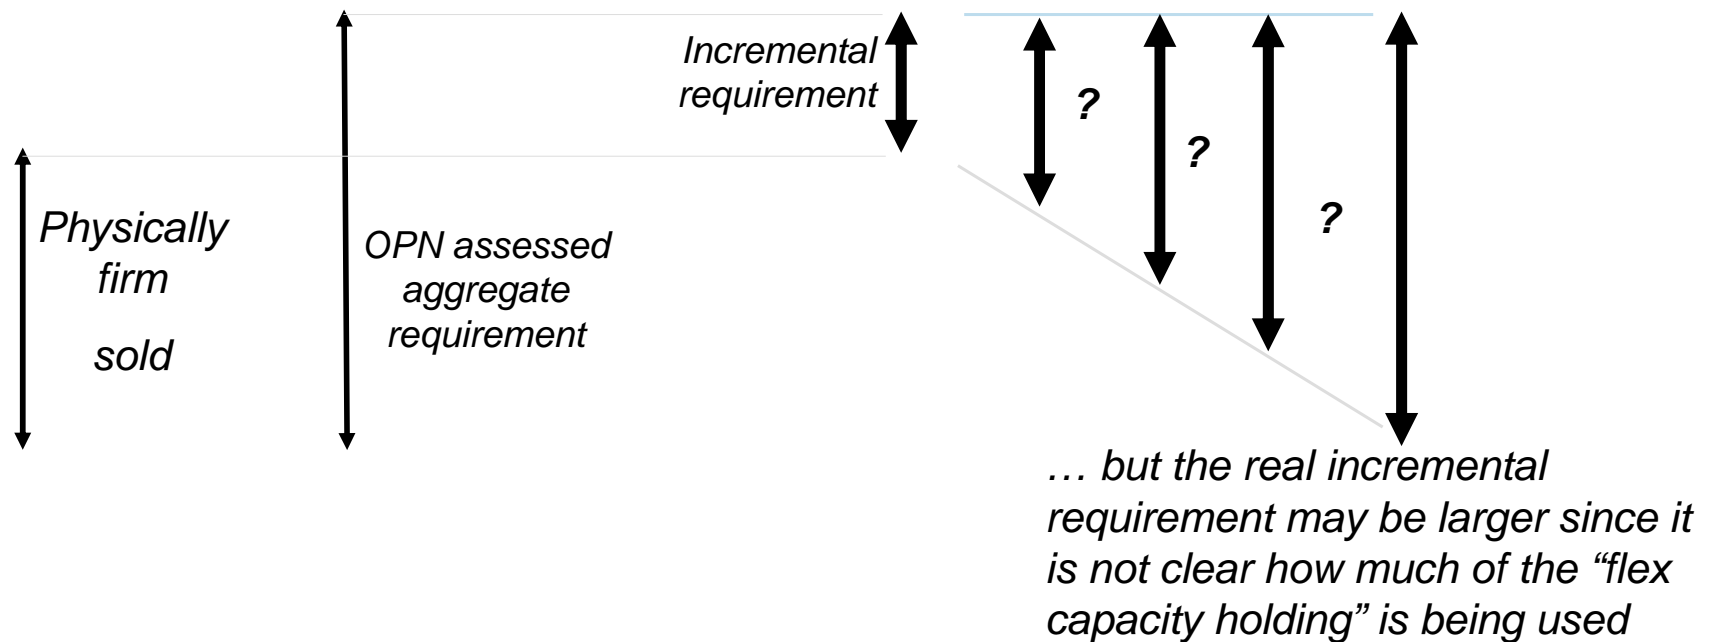 Incremental
requirement
?
?
?
Physically
firm
sold
OPN assessed
aggregate
requirement
… but the real incremental
requirement may be larger since it
is not clear how much of the “flex
capacity holding” is being used